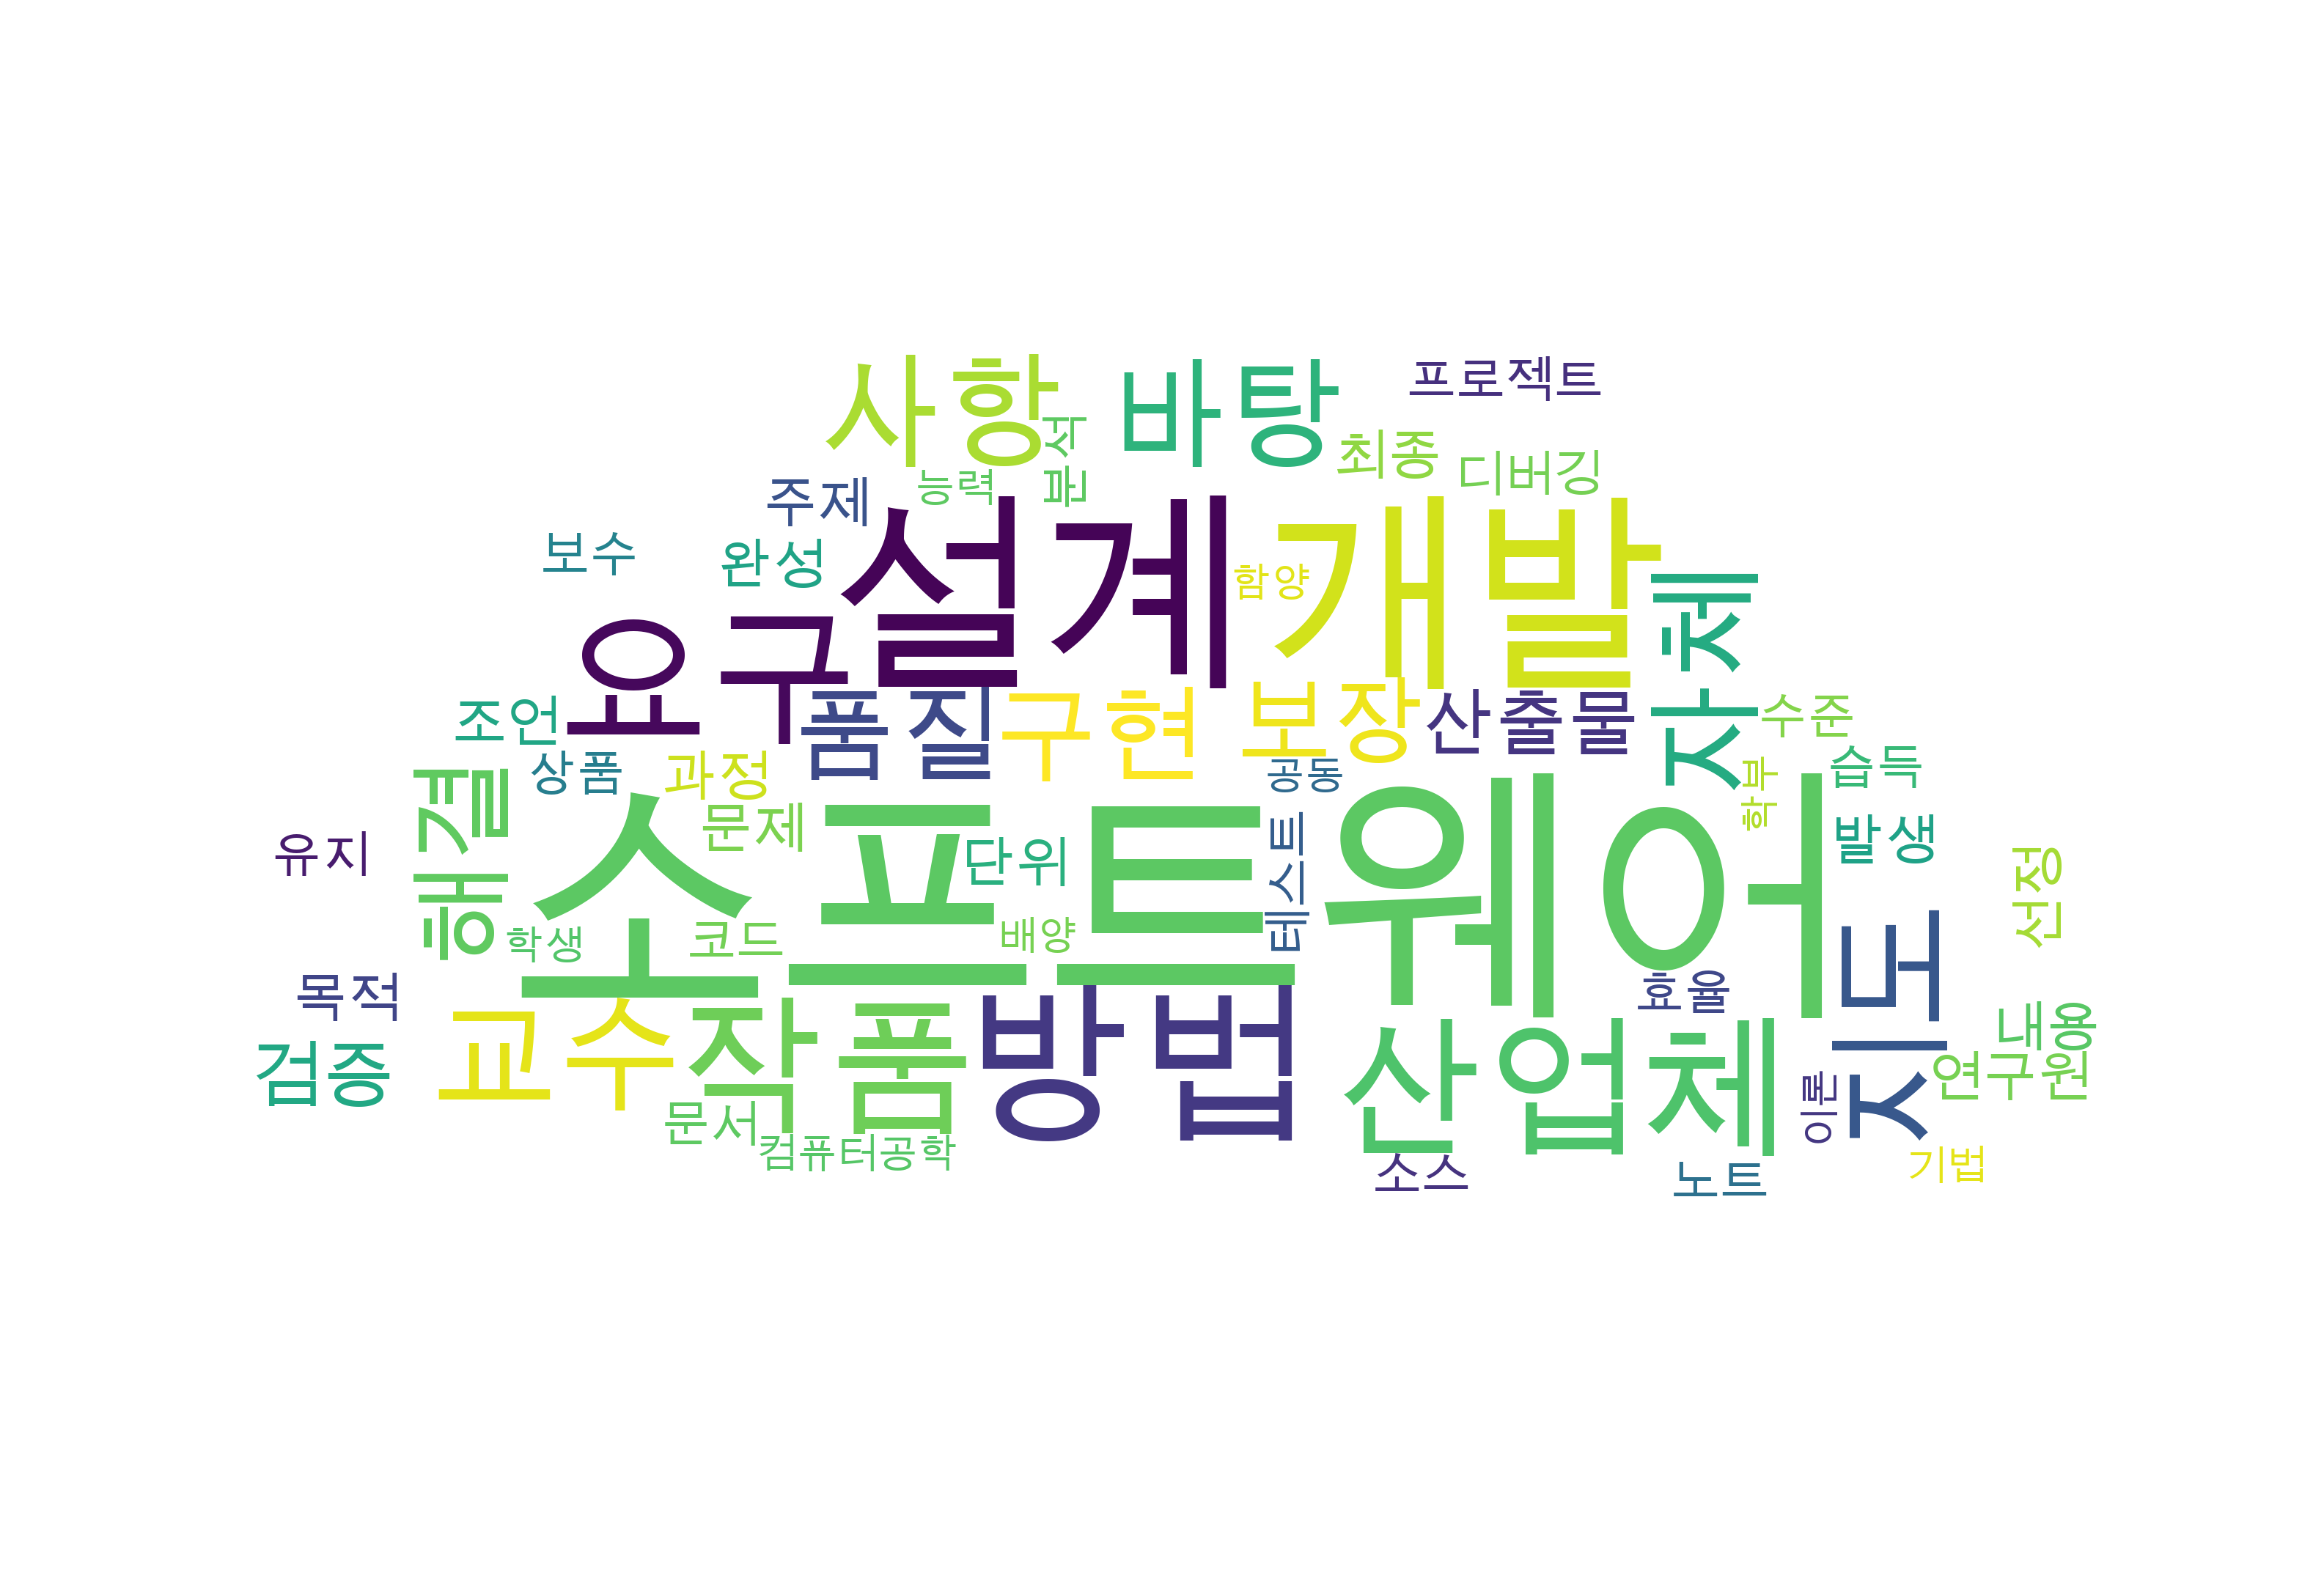 사항
바탕
프로젝트
분석
최종
디버깅
능력
주제
보수
완성
설계
개발
함양
자체
요구
조언
품질
구현
보장
산출물
수준
상품
과정
공동
학부
습득
해결
소프트웨어
문제
단위
테스트
발생
유지
선정
학생
코드
배양
지도
목적
효율
검증
교수
작품
방법
산업체
내용
연구원
이론
문서
컴퓨터공학
소스
노트
기법